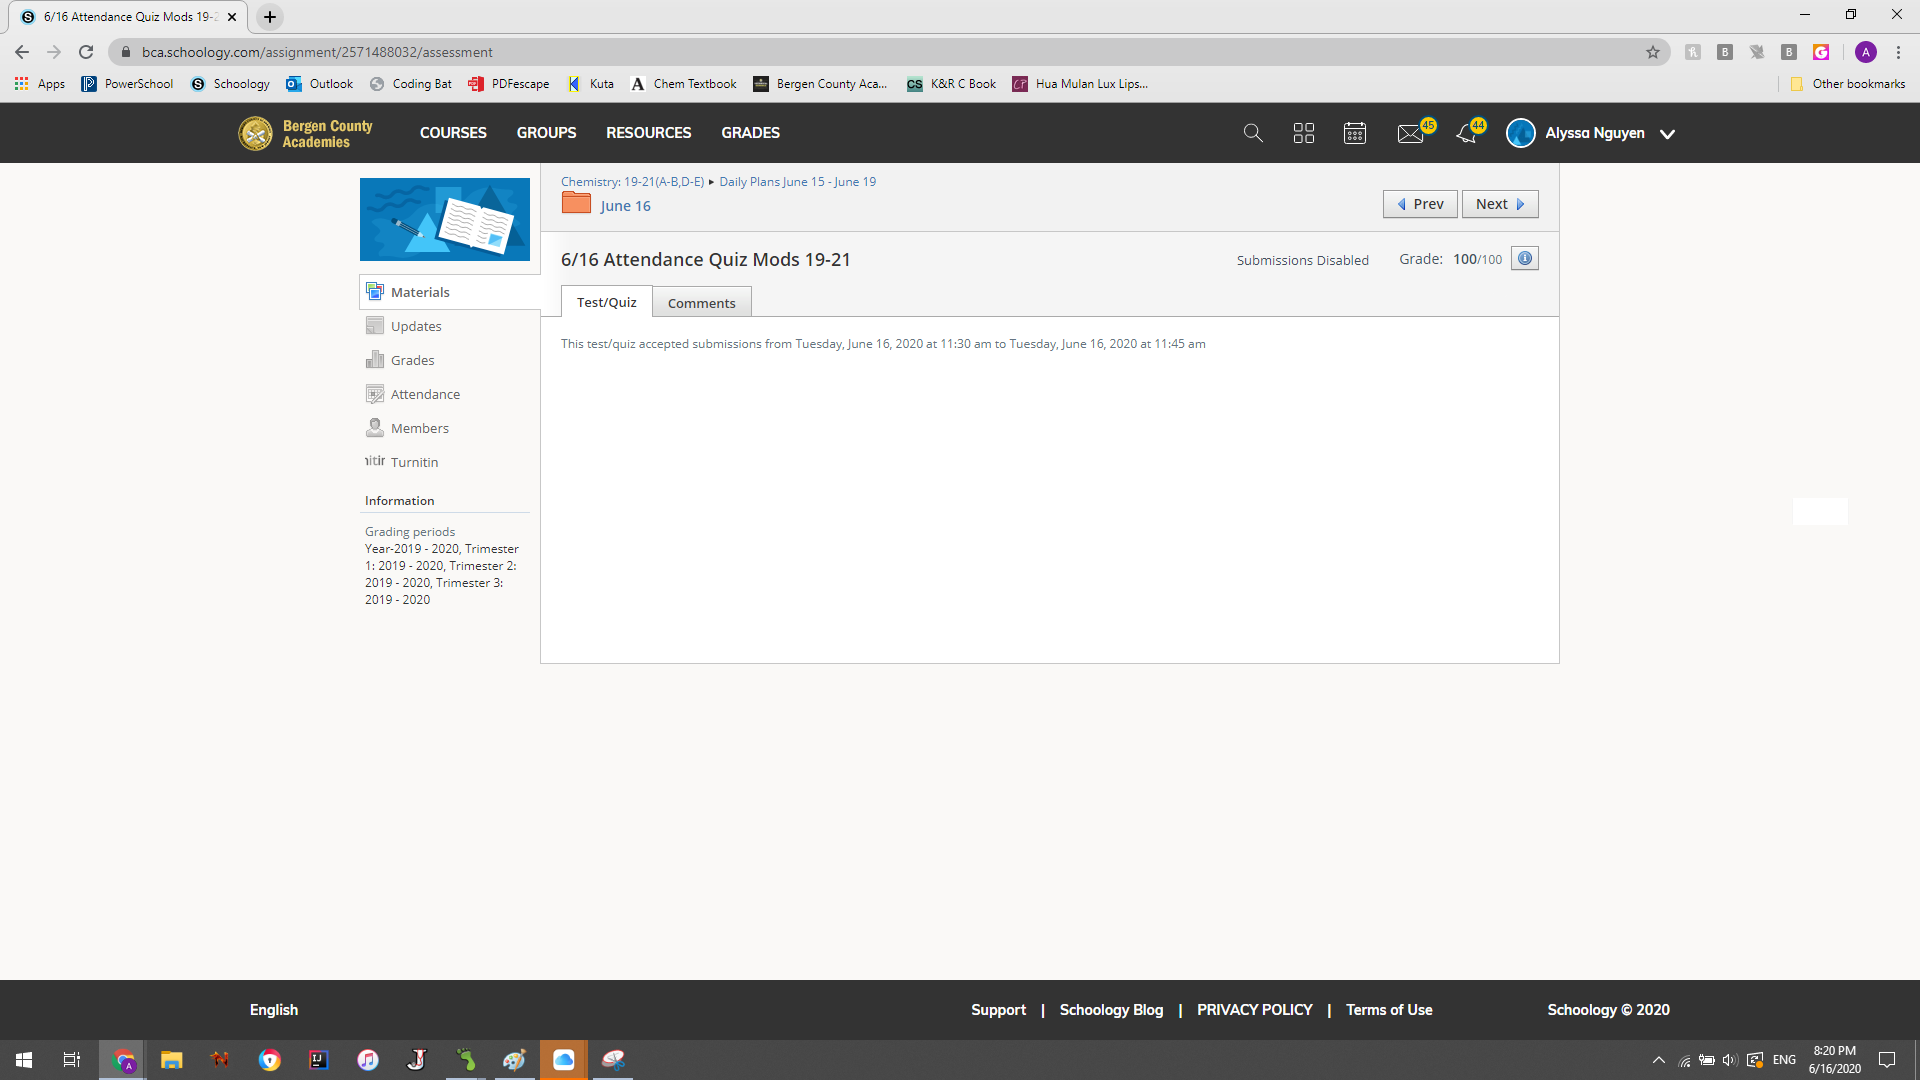 6/16 Attendance Quiz Mods 19-2
bca.schoology.com/assignment/2571488032/assessment
A
Apps PowerSchool Schoology Outlook Coding Bat PDFescape Kuta Chem Textbook Bergen County Aca... K&R C Book Hua Mulan Lux Lips... Other bookmarks
Bergen County
Academies
COURSES GROUPS RESOURCES GRADES 45 44 Alyssa Nguyen
Chemistry: 19-21(A-B,D-E) Daily Plans June 15 - June 19
June 16
Prev Next
6/16 Attendance Quiz Mods 19-21
Submissions Disabled Grade: 100/100
Test/Quiz Comments
This test/quiz accepted submissions from Tuesday, June 16, 2020 at 11:30 am to Tuesday, June 16, 2020 at 11:45 am
Materials
Updates
Grades
Attendance
Members
Turnitin
Information
Grading periods
Year-2019 - 2020, Trimester
1: 2019 - 2020, Trimester 2:
2019 - 2020, Trimester 3:
2019 - 2020
English Support | Schoology Blog | PRIVACY POLICY | Terms of Use Schoology © 2020
ENG
8:20 PM
6/16/2020